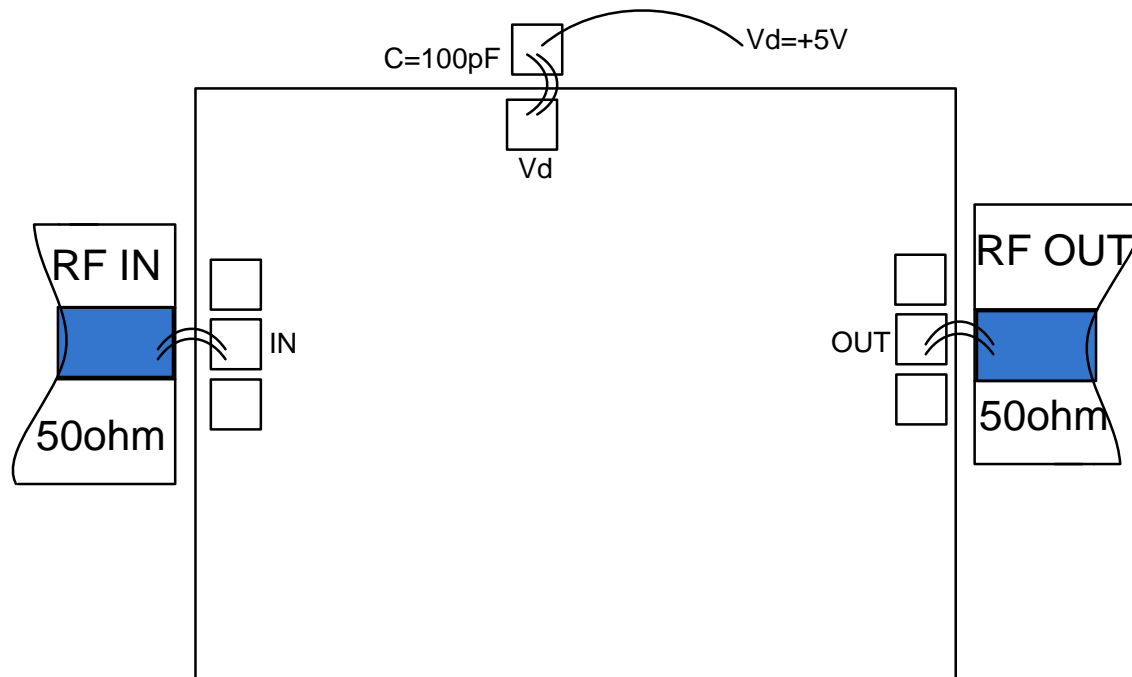 Vd=+5V
C=100pF
Vd
RF IN
RF OUT
IN
OUT
50ohm
50ohm